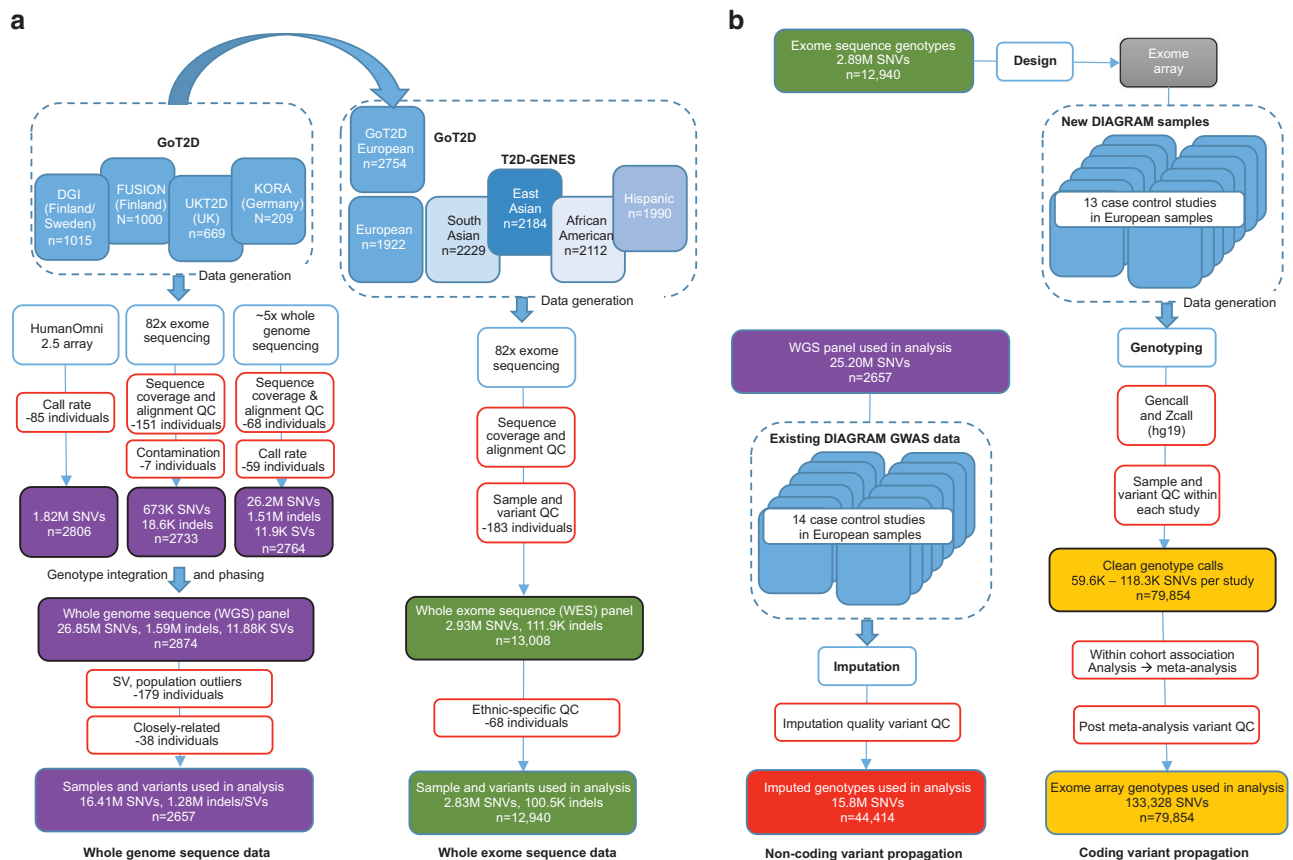 a
GoT2D
DGI
(Finland/
Sweden)
n=1015
FUSION
(Finland)
N=1000
UKT2D
(UK)
n=669
KORA
(Germany)
N=209
Data generation
HumanOmni
2.5 array
82x exome
sequencing
~5x whole
genome
sequencing
Call rate
-85 individuals
Sequence
coverage and
alignment QC
-151 individuals
Sequence
coverage &
alignment QC
-68 individuals
Contamination
-7 individuals
Call rate
-59 individuals
1.82M SNVs
n=2806
673K SNVs
18.6K indels
n=2733
26.2M SNVs
1.51M indels
11.9K SVs
n=2764
Genotype integration and phasing
Whole genome sequence (WGS) panel
26.85M SNVs, 1.59M indels, 11.88K SVs
n=2874
SV, population outliers
-179 individuals
Closely-related
-38 individuals
Samples and variants used in analysis
16.41M SNVs, 1.28M indels/SVs
n=2657
Whole genome sequence data
GoT2D
European
n=2754
GoT2D
T2D-GENES
European
n=1922
South
Asian
n=2229
East
Asian
n=2184
African
American
n=2112
Hispanic
n=1990
Data generation
82x exome
sequencing
Sequence
coverage and
alignment QC
Sample and
variant QC
-183 individuals
Whole exome sequence (WES) panel
2.93M SNVs, 111.9K indels
n=13,008
Ethnic-specific QC
-68 individuals
Sample and variants used in analysis
2.83M SNVs, 100.5K indels
n=12,940
Whole exome sequence data
b
Exome sequence genotypes
2.89M SNVs
n=12,940
Design
Exome
array
WGS panel used in analysis
25.20M SNVs
n=2657
Existing DIAGRAM GWAS data
14 case control studies
in European samples
Imputation
Imputation quality variant QC
Imputed genotypes used in analysis
15.8M SNVs
n=44,414
Non-coding variant propagation
New DIAGRAM samples
13 case control studies
in European samples
Data generation
Genotyping
Gencall
and Zcall
(hg19)
Sample and
variant QC within
each study
Clean genotype calls
59.6K – 118.3K SNVs per study
n=79,854
Within cohort association
Analysis → meta-analysis
Post meta-analysis variant QC
Exome array genotypes used in analysis
133,328 SNVs
n=79,854
Coding variant propagation